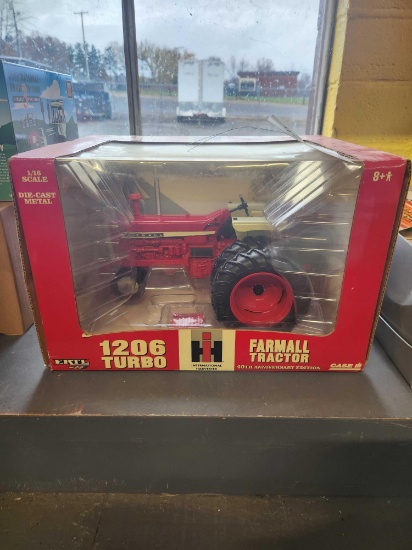 1/16
SCALE
DIE-CAST
METAL
8+
ERTL
1206
TURBO
IH
INTERNATIONAL
HARVESTER
FARMALL
TRACTOR
40TH ANNIVERSARY EDITION
CASE IH